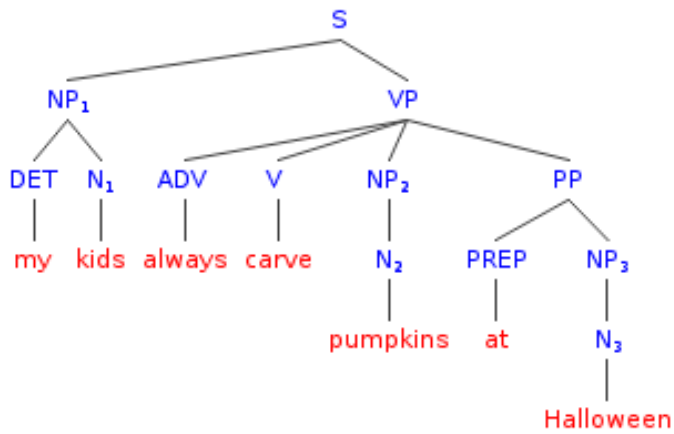 S
NP₁ VP
DET N₁ ADV V NP₂ PP
my kids always carve N₂ PREP NP₃
pumpkins at N₃
Halloween